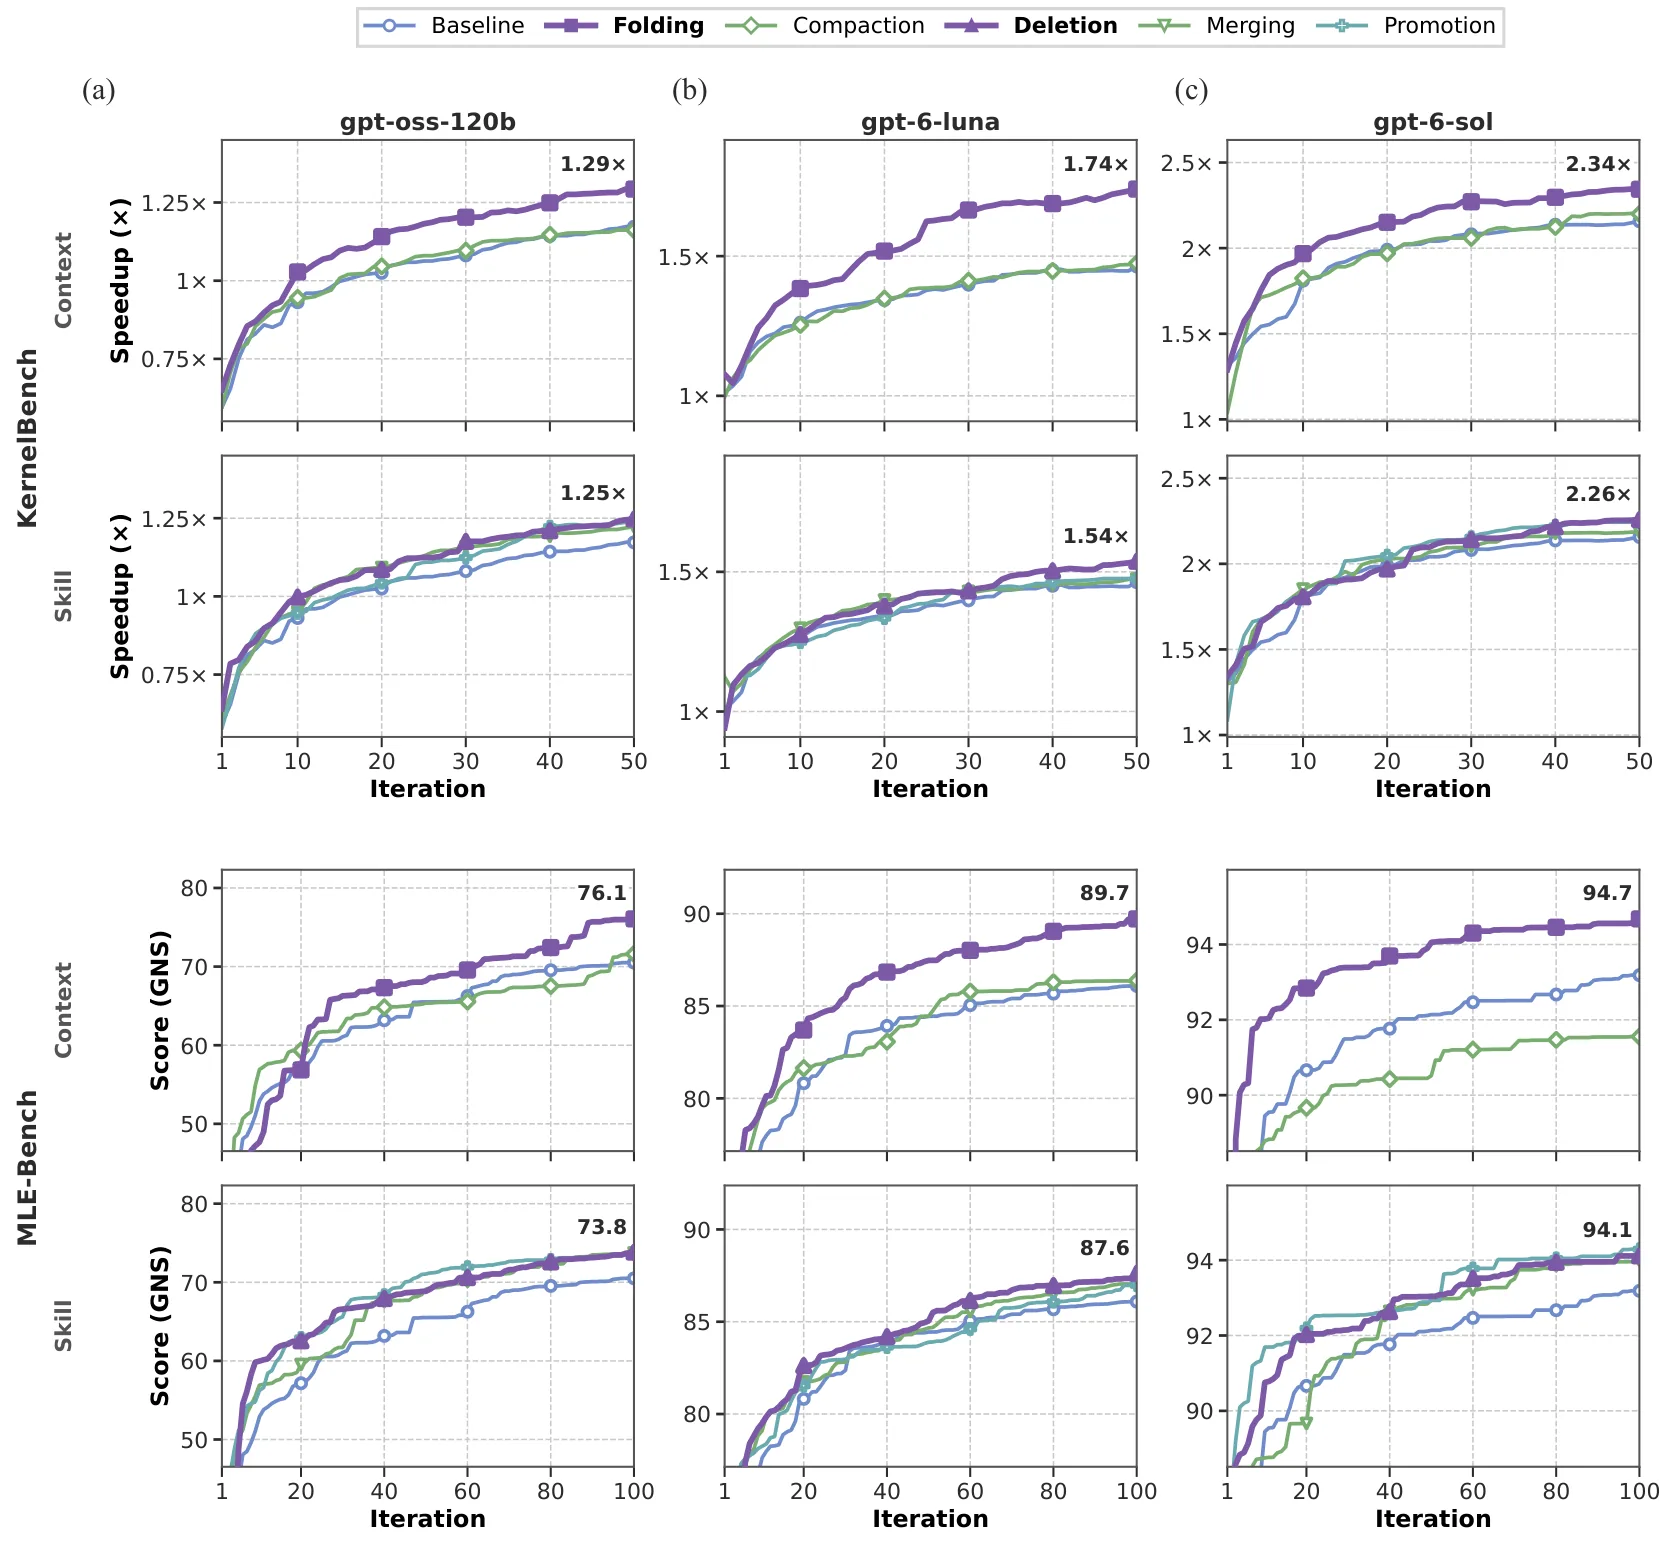 Baseline Folding Compaction Deletion Merging Promotion
(a) (b) (c)
gpt-oss-120b gpt-6-luna gpt-6-sol
KernelBench
Context
Speedup (×)
1.25×
1×
0.75×
1.29×
1.5×
1×
1.74×
2.5×
2×
1.5×
1×
2.34×
Skill
Speedup (×)
1.25×
1×
0.75×
1.25×
1 10 20 30 40 50
Iteration
1.5×
1×
1.54×
1 10 20 30 40 50
Iteration
2.5×
2×
1.5×
1×
2.26×
1 10 20 30 40 50
Iteration
MLE-Bench
Context
Score (GNS)
80
70
60
50
76.1
90
85
80
89.7
94
92
90
94.7
Skill
Score (GNS)
80
70
60
50
73.8
1 20 40 60 80 100
Iteration
90
85
80
87.6
1 20 40 60 80 100
Iteration
94
92
90
94.1
1 20 40 60 80 100
Iteration